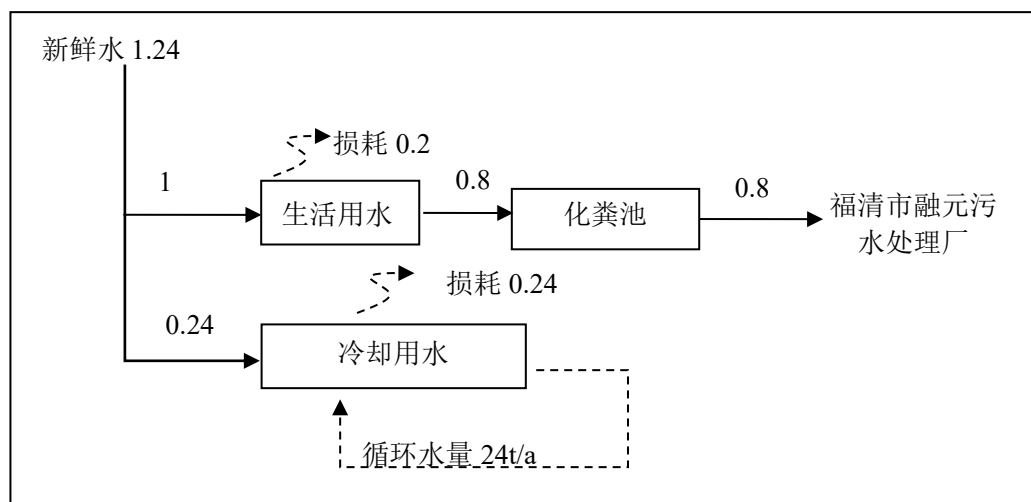 新鲜水 1.24
损耗 0.2
1
生活用水
0.8
化粪池
0.8
福清市融元污
水处理厂
损耗 0.24
0.24
冷却用水
循环水量 24t/a